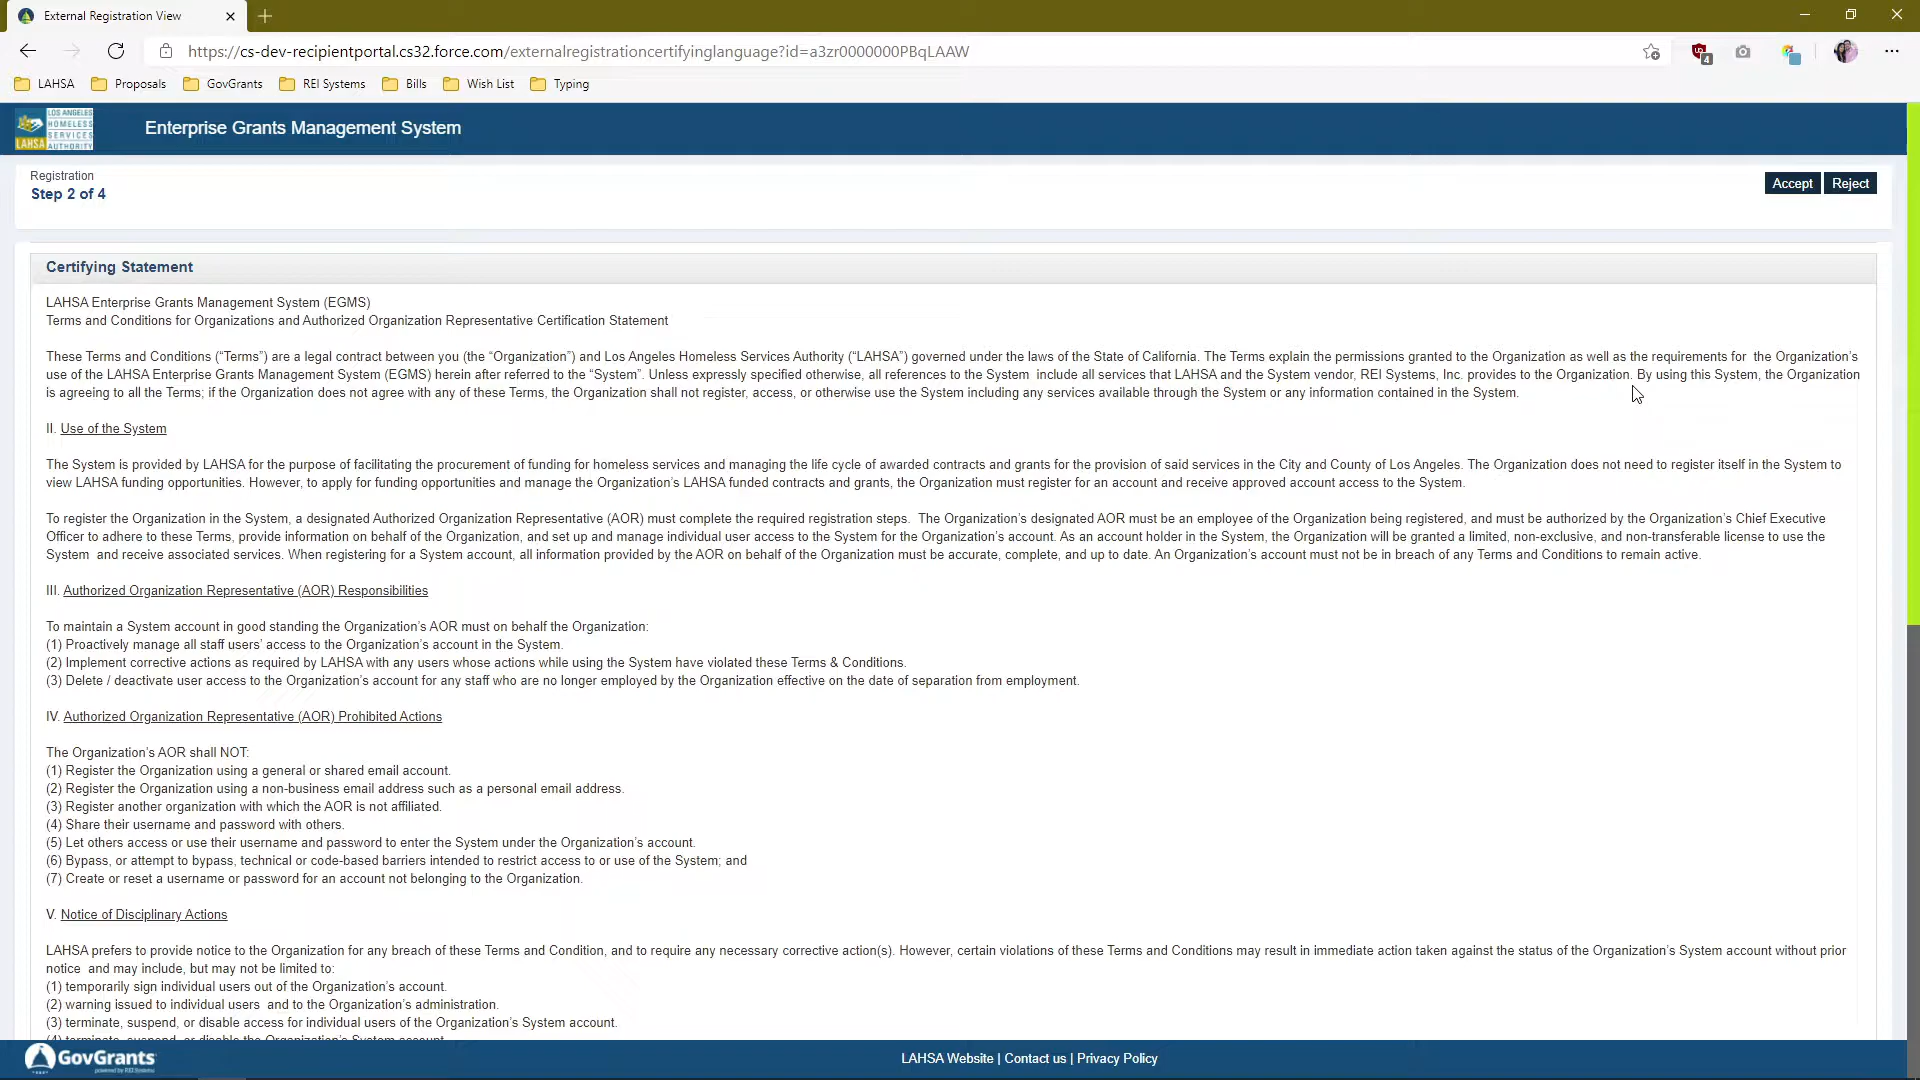 External Registration View
https://cs-dev-recipientportal.cs32.force.com/externalregistrationcertifyinglanguage?id=a3zr0000000PBqLAAW
4
LAHSA Proposals GovGrants REI Systems Bills Wish List Typing
LOS ANGELES
HOMELESS
SERVICES
LAHSA AUTHORITY
Enterprise Grants Management System
Registration
Step 2 of 4
Accept Reject
Certifying Statement
LAHSA Enterprise Grants Management System (EGMS)
Terms and Conditions for Organizations and Authorized Organization Representative Certification Statement
These Terms and Conditions (“Terms”) are a legal contract between you (the “Organization”) and Los Angeles Homeless Services Authority (“LAHSA”) governed under the laws of the State of California. The Terms explain the permissions granted to the Organization as well as the requirements for the Organization’s
use of the LAHSA Enterprise Grants Management System (EGMS) herein after referred to the “System”. Unless expressly specified otherwise, all references to the System include all services that LAHSA and the System vendor, REI Systems, Inc. provides to the Organization. By using this System, the Organization
is agreeing to all the Terms; if the Organization does not agree with any of these Terms, the Organization shall not register, access, or otherwise use the System including any services available through the System or any information contained in the System.
II. Use of the System
The System is provided by LAHSA for the purpose of facilitating the procurement of funding for homeless services and managing the life cycle of awarded contracts and grants for the provision of said services in the City and County of Los Angeles. The Organization does not need to register itself in the System to
view LAHSA funding opportunities. However, to apply for funding opportunities and manage the Organization’s LAHSA funded contracts and grants, the Organization must register for an account and receive approved account access to the System.
To register the Organization in the System, a designated Authorized Organization Representative (AOR) must complete the required registration steps. The Organization’s designated AOR must be an employee of the Organization being registered, and must be authorized by the Organization’s Chief Executive
Officer to adhere to these Terms, provide information on behalf of the Organization, and set up and manage individual user access to the System for the Organization’s account. As an account holder in the System, the Organization will be granted a limited, non-exclusive, and non-transferable license to use the
System and receive associated services. When registering for a System account, all information provided by the AOR on behalf of the Organization must be accurate, complete, and up to date. An Organization’s account must not be in breach of any Terms and Conditions to remain active.
III. Authorized Organization Representative (AOR) Responsibilities
To maintain a System account in good standing the Organization’s AOR must on behalf the Organization:
(1) Proactively manage all staff users’ access to the Organization’s account in the System.
(2) Implement corrective actions as required by LAHSA with any users whose actions while using the System have violated these Terms & Conditions.
(3) Delete / deactivate user access to the Organization’s account for any staff who are no longer employed by the Organization effective on the date of separation from employment.
IV. Authorized Organization Representative (AOR) Prohibited Actions
The Organization’s AOR shall NOT:
(1) Register the Organization using a general or shared email account.
(2) Register the Organization using a non-business email address such as a personal email address.
(3) Register another organization with which the AOR is not affiliated.
(4) Share their username and password with others.
(5) Let others access or use their username and password to enter the System under the Organization’s account.
(6) Bypass, or attempt to bypass, technical or code-based barriers intended to restrict access to or use of the System; and
(7) Create or reset a username or password for an account not belonging to the Organization.
V. Notice of Disciplinary Actions
LAHSA prefers to provide notice to the Organization for any breach of these Terms and Condition, and to require any necessary corrective action(s). However, certain violations of these Terms and Conditions may result in immediate action taken against the status of the Organization’s System account without prior
notice and may include, but may not be limited to:
(1) temporarily sign individual users out of the Organization’s account.
(2) warning issued to individual users and to the Organization’s administration.
(3) terminate, suspend, or disable access for individual users of the Organization’s System account.
(4) terminate, suspend, or disable the Organization’s System account.
GovGrants
powered by REI Systems
LAHSA Website | Contact us | Privacy Policy